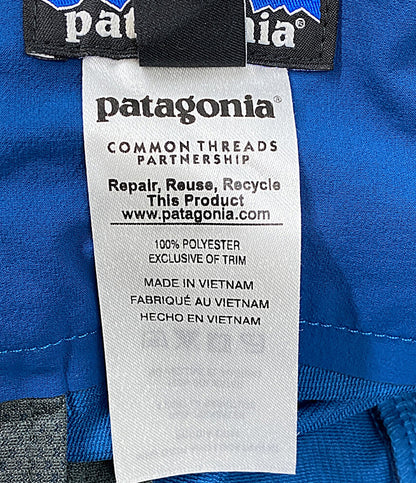 patagonia®
patagonia®
COMMON THREADS
PARTNERSHIP
Repair, Reuse, Recycle
This Product
www.patagonia.com
100% POLYESTER
EXCLUSIVE OF TRIM
MADE IN VIETNAM
FABRIQUÉ AU VIETNAM
HECHO EN VIETNAM